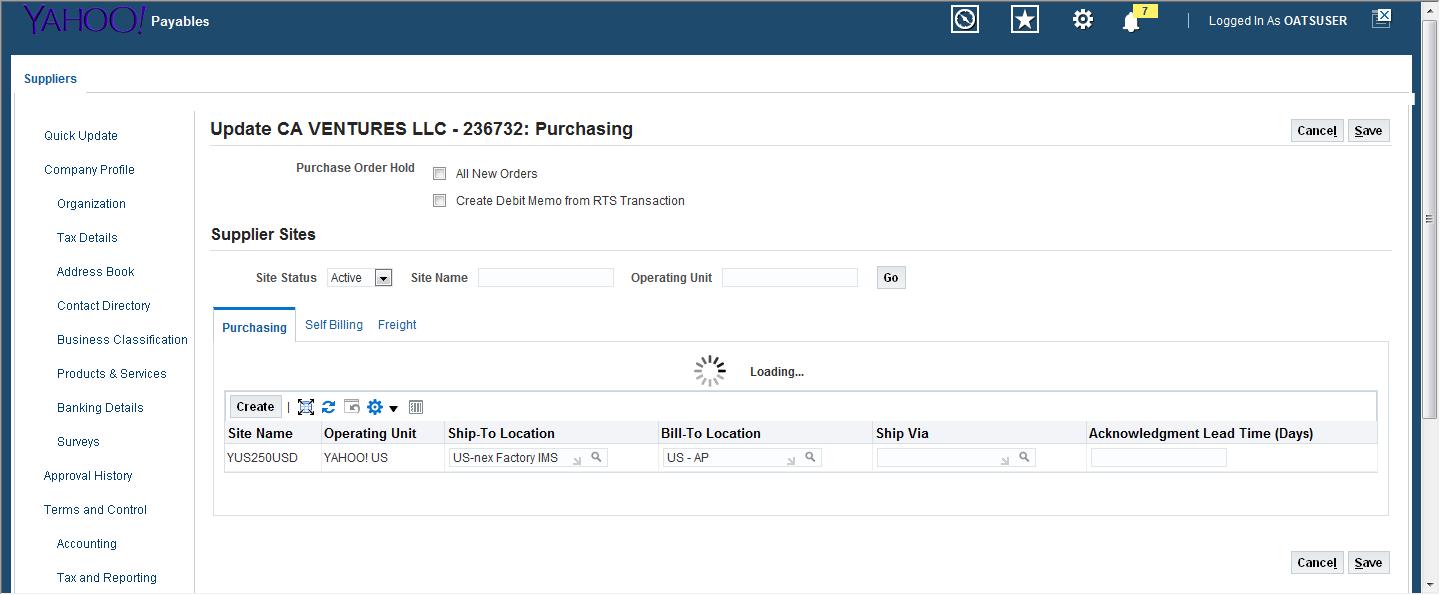 YAHOO! Payables 7 Logged In As OATSUSER
Suppliers
Quick Update
Company Profile
Organization
Tax Details
Address Book
Contact Directory
Business Classification
Products & Services
Banking Details
Surveys
Approval History
Terms and Control
Accounting
Tax and Reporting
Update CA VENTURES LLC - 236732: Purchasing Cancel Save
Purchase Order Hold All New Orders
Create Debit Memo from RTS Transaction
Supplier Sites
Site Status Active Site Name Operating Unit Go
Purchasing Self Billing Freight
Loading...
Create |
Site Name Operating Unit Ship-To Location Bill-To Location Ship Via Acknowledgment Lead Time (Days)
YUS250USD YAHOO! US US-nex Factory IMS US - AP
Cancel Save